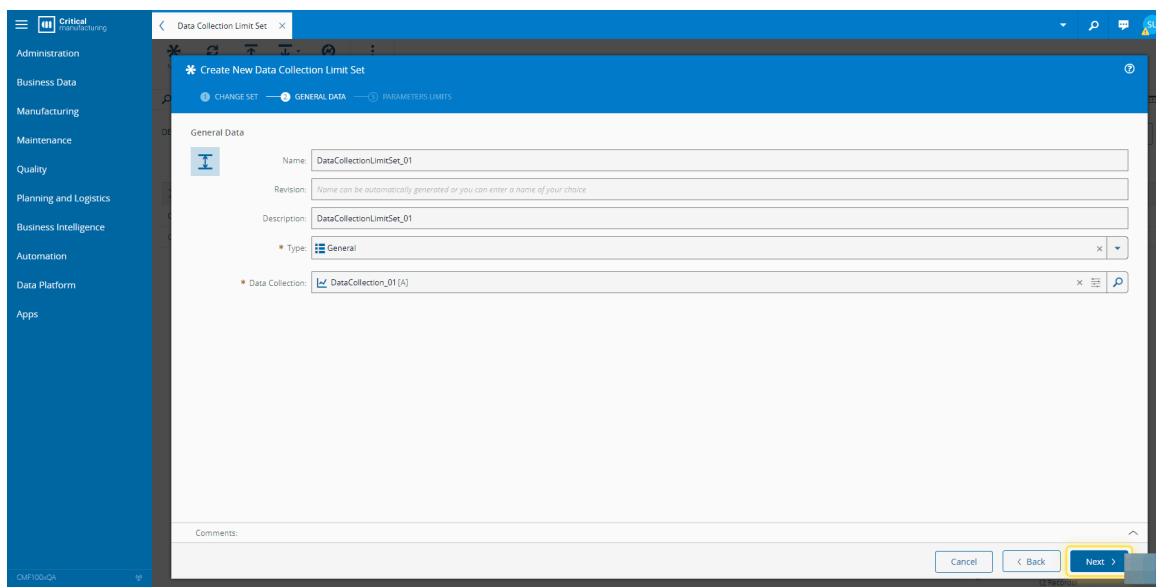 Critical manufacturing
Data Collection Limit Set
SU
Administration
Business Data
Manufacturing
Maintenance
Quality
Planning and Logistics
Business Intelligence
Automation
Data Platform
Apps
CMF100xQA
Create New Data Collection Limit Set
1 CHANGE SET 2 GENERAL DATA 3 PARAMETERS LIMITS
General Data
Name: DataCollectionLimitSet_01
Revision: Name can be automatically generated or you can enter a name of your choice
Description: DataCollectionLimitSet_01
* Type: General
* Data Collection: DataCollection_01 [A]
Comments:
Cancel Back Next